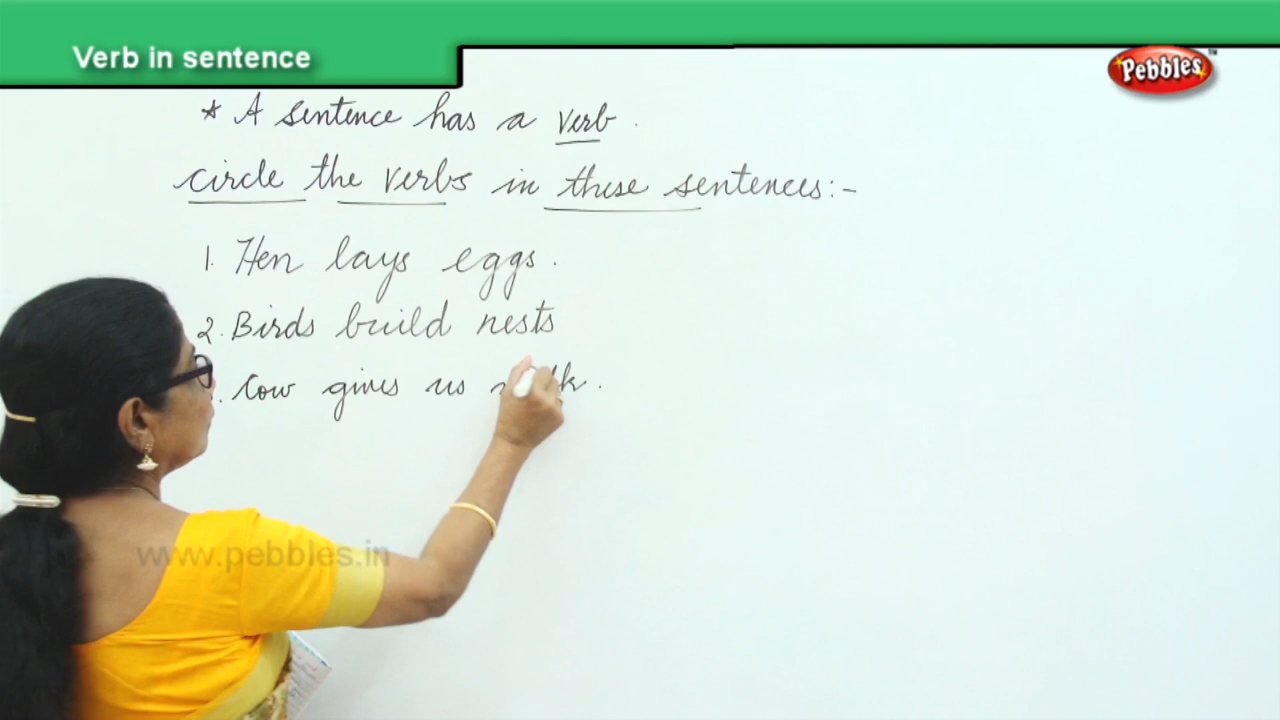 Verb in sentence
Pebbles™
* A sentence has a verb.
circle the verbs in these sentences:-
1. Hen lays eggs.
2. Birds build nests
. Cow gives us
www.pebbles.in